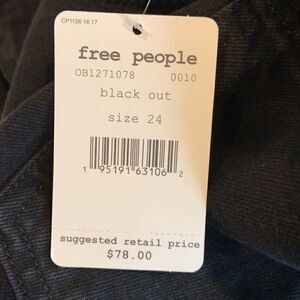 CP1126 16 17
free people
OB1271078 0010
black out
size 24
1 95191 63106 2
suggested retail price
$78.00